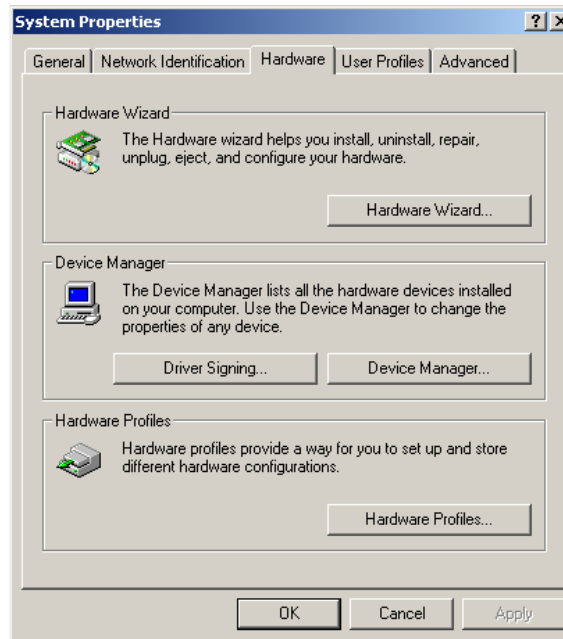 System Properties
General
Network Identification
Hardware
User Profiles
Advanced
Hardware Wizard
The Hardware wizard helps you install, uninstall, repair,
unplug, eject, and configure your hardware.
Hardware Wizard...
Device Manager
The Device Manager lists all the hardware devices installed
on your computer. Use the Device Manager to change the
properties of any device.
Driver Signing...
Device Manager...
Hardware Profiles
Hardware profiles provide a way for you to set up and store
different hardware configurations.
Hardware Profiles...
OK
Cancel
Apply